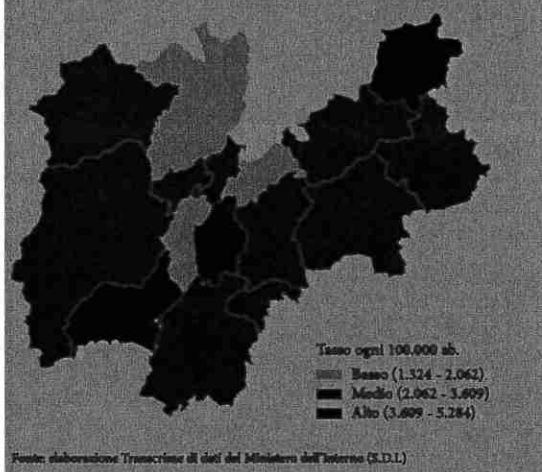 Tasso ogni 100.000 ab.
Basso (1.324 - 2.062)
Medio (2.062 - 3.609)
Alto (3.609 - 5.284)
Fonte: elaborazione Transcrime di dati del Ministero dell'Interno (S.D.I.)